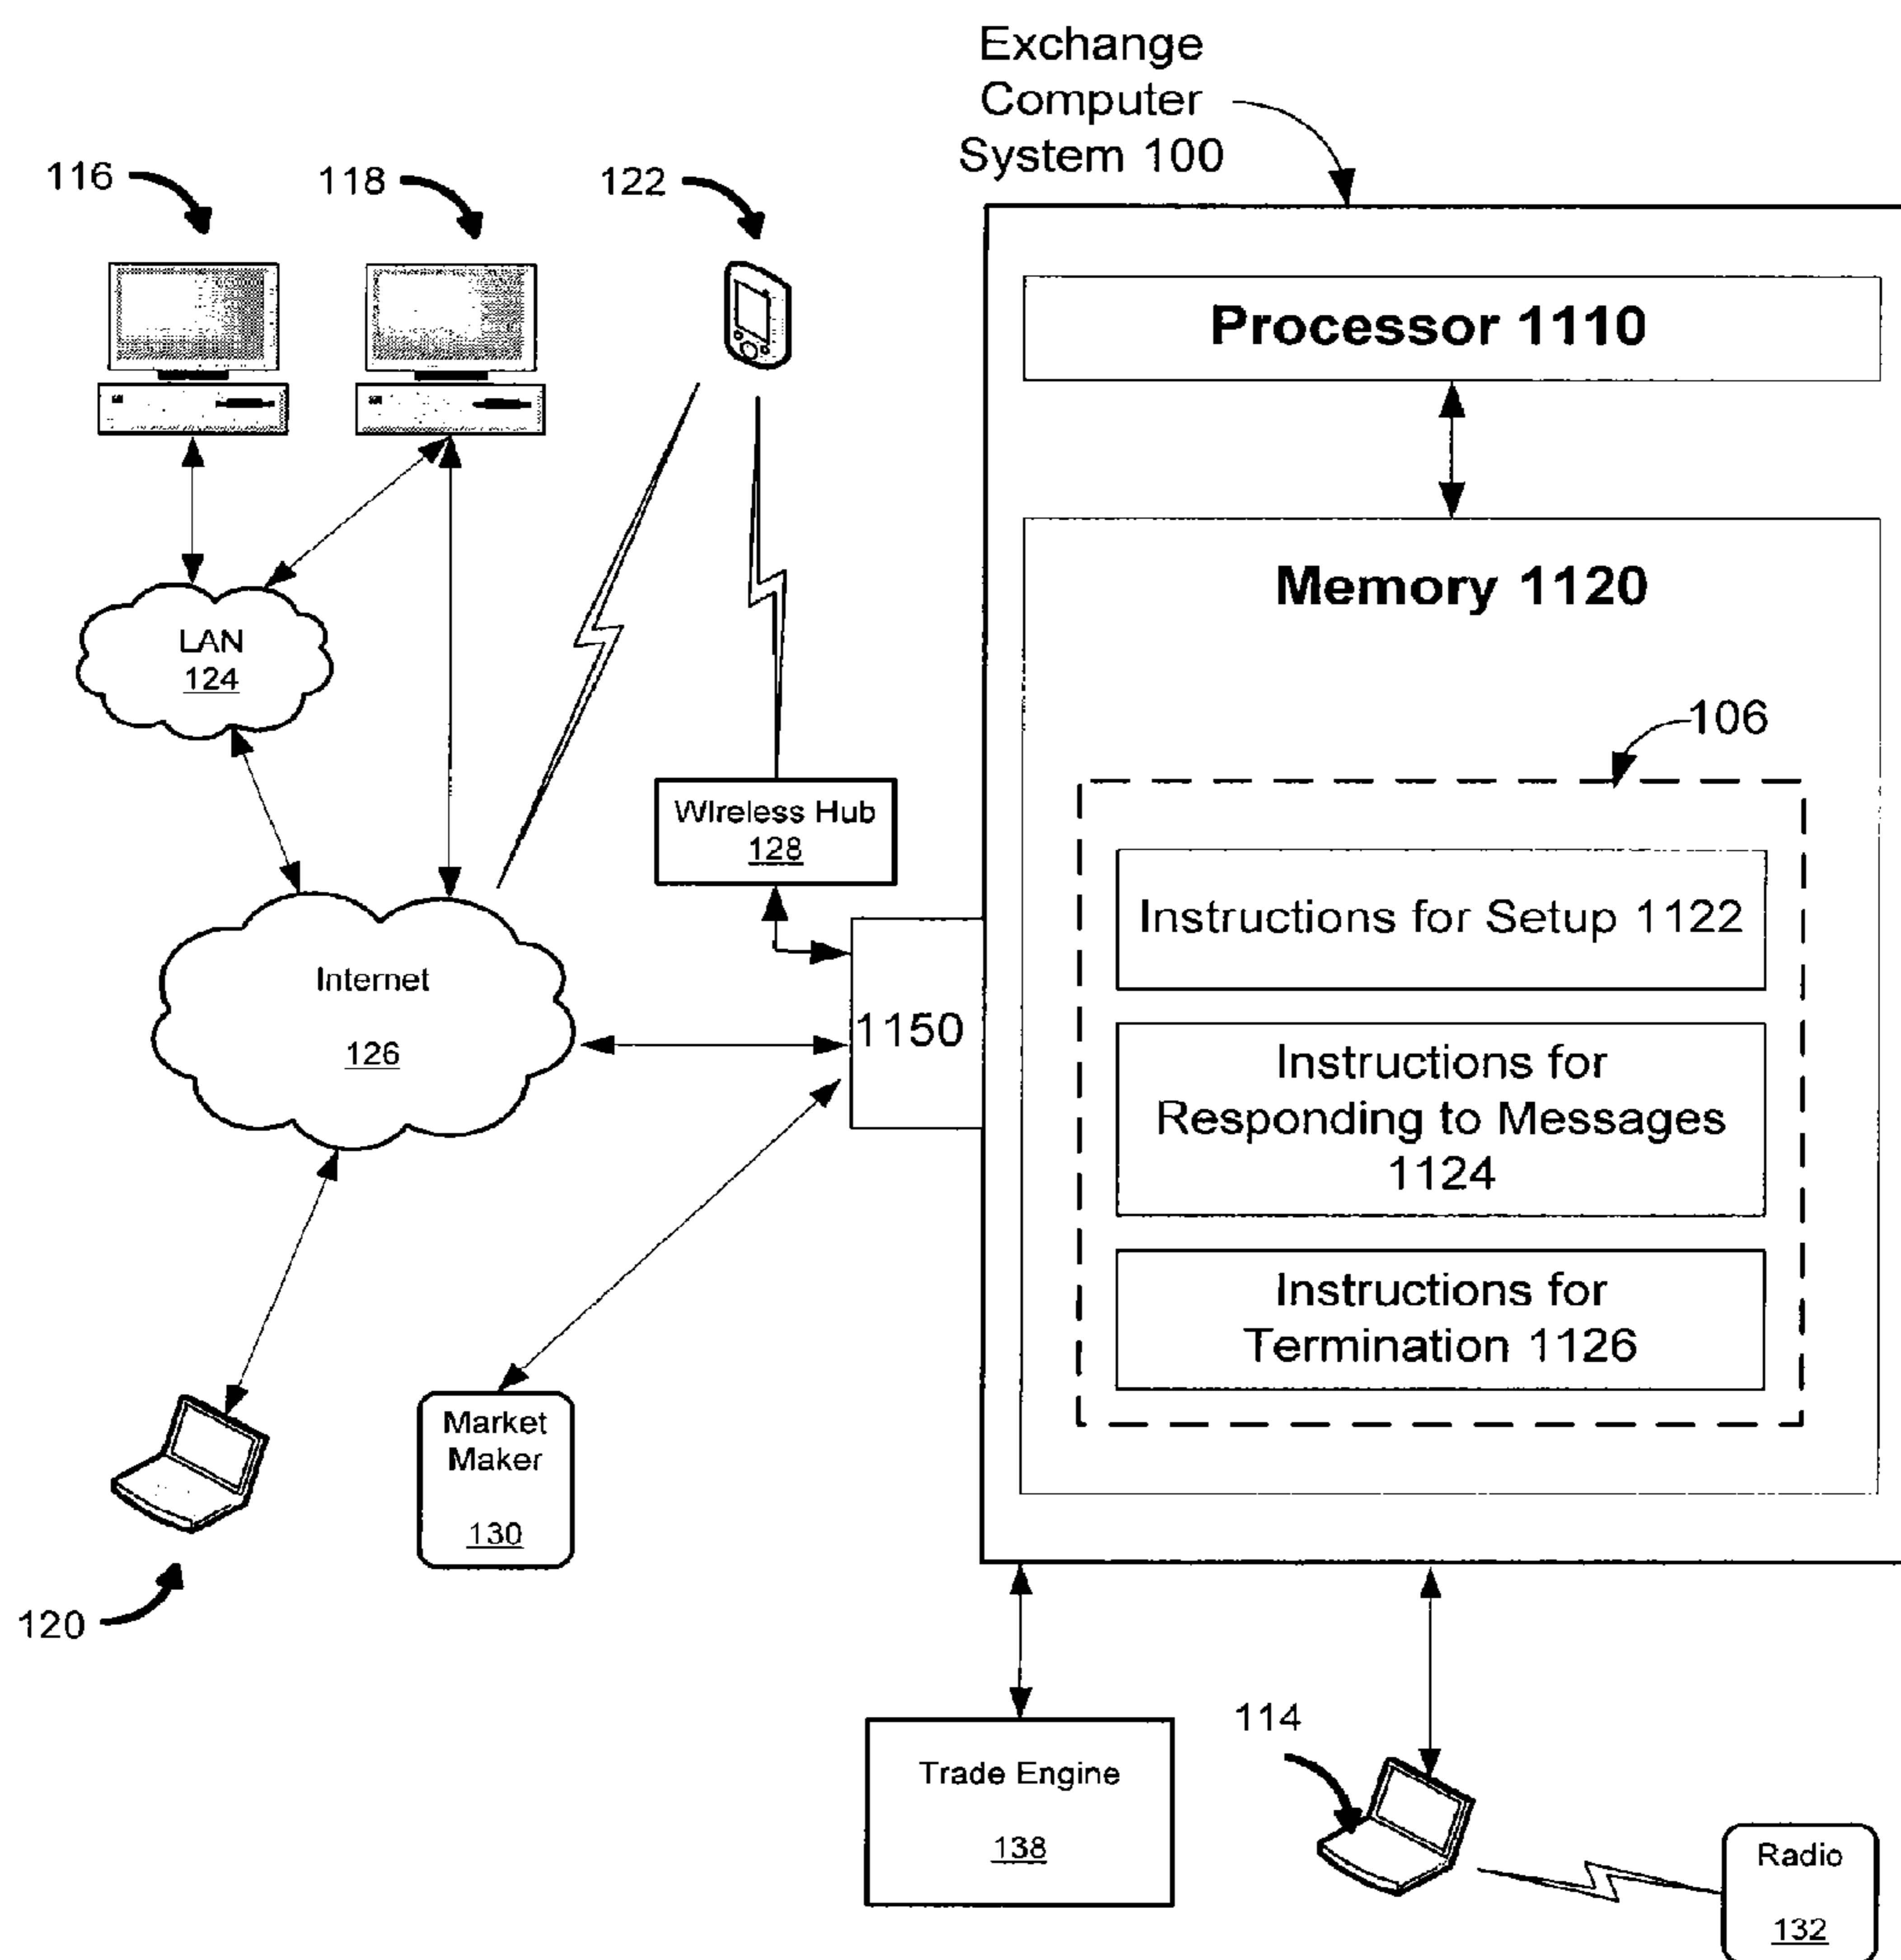 Exchange
Computer
System 100
116
118
122
Processor 1110
Memory 1120
LAN
124
106
WIreless Hub
128
Instructions for Setup 1122
Internet
126
1150
Instructions for
Responding to Messages
1124
Instructions for
Termination 1126
Market
Maker
130
120
Trade Engine
138
114
Radio
132